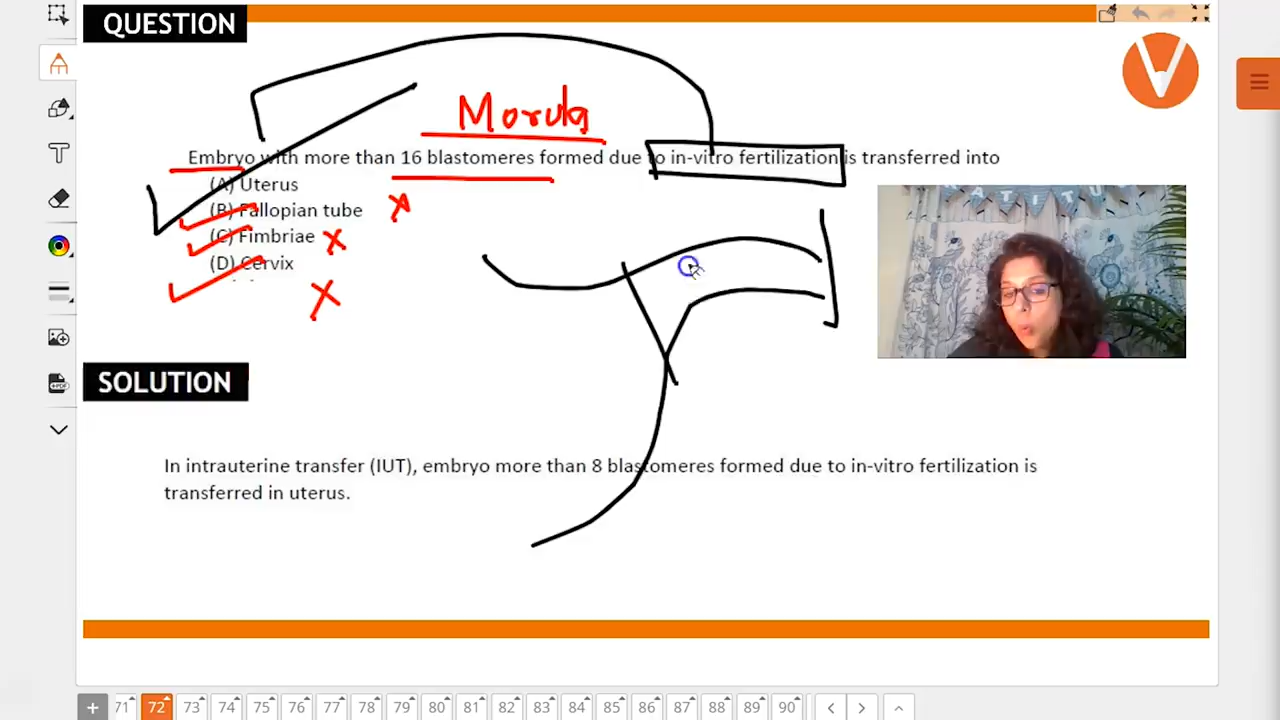 QUESTION
Morula
Embryo with more than 16 blastomeres formed due to in-vitro fertilization is transferred into
(A) Uterus
(B) Fallopian tube
(C) Fimbriae
(D) Cervix
SOLUTION
In intrauterine transfer (IUT), embryo more than 8 blastomeres formed due to in-vitro fertilization is
transferred in uterus.
71 72 73 74 75 76 77 78 79 80 81 82 83 84 85 86 87 88 89 90